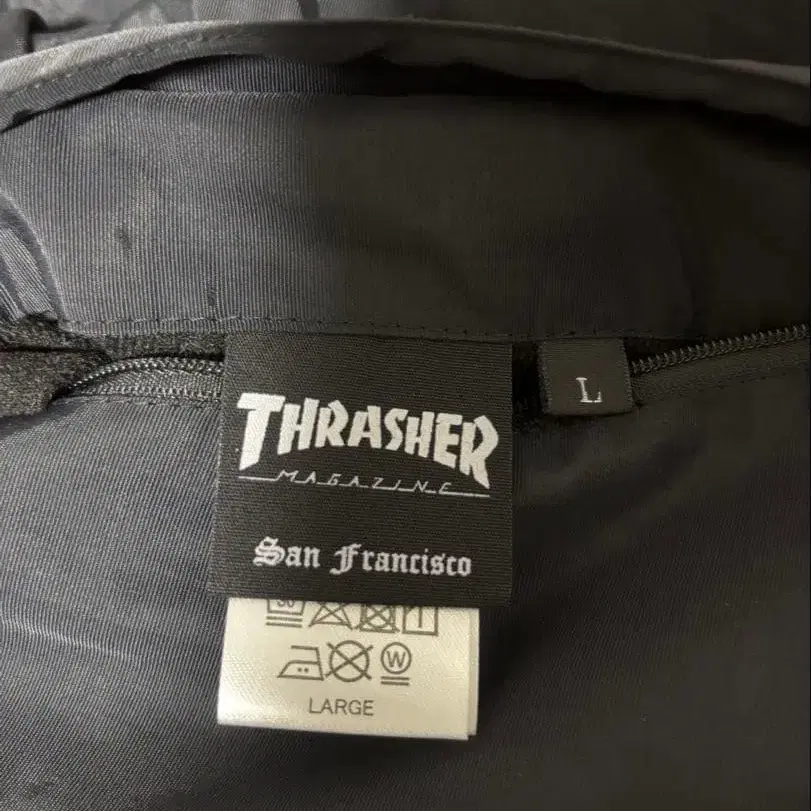 THRASHER
MAGAZINE
San Francisco
L
W
LARGE